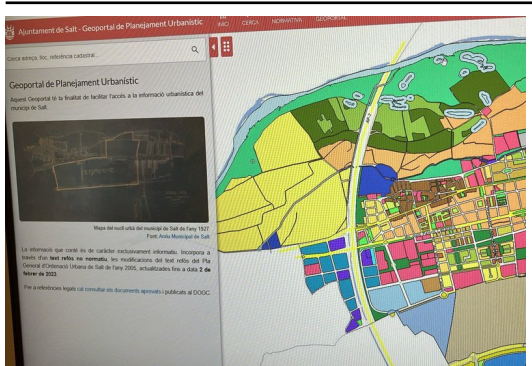 Ajuntament de Salt - Geoportal de Planejament Urbanístic
INICI
CERCA
NORMATIVA
GEOPORTAL
Cerca adreça, lloc, referència cadastral...
Geoportal de Planejament Urbanístic
Aquest Geoportal té la finalitat de facilitar l'accés a la informació urbanística del
municipi de Salt.
Mapa del nucli urbà del municipi de Salt de l'any 1927
Font: Arxiu Municipal de Salt
La informació que conté és de caràcter exclusivament informatiu. Incorpora a
través d'un text refós no normatiu, les modificacions del text refós del Pla
General d'Ordenació Urbana de Salt de l'any 2005, actualitzades fins a data 2 de
febrer de 2023.
Per a referències legals cal consultar els documents aprovats i publicats al DOGC.